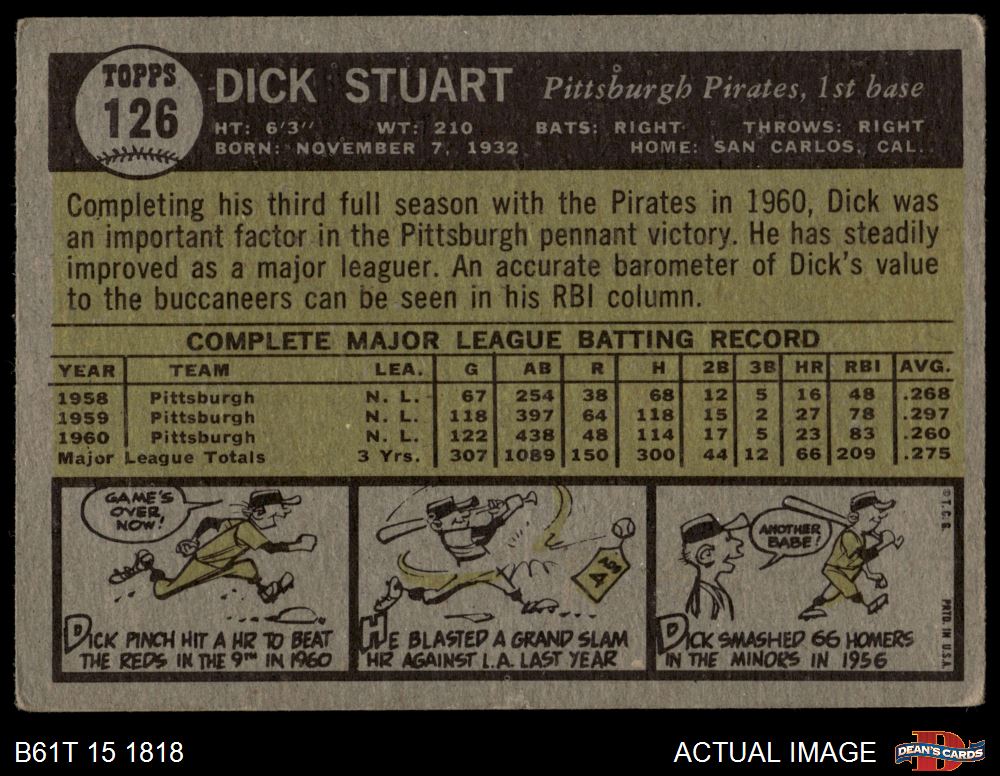 TOPPS
126
DICK STUART Pittsburgh Pirates, 1st base
HT: 6'3" WT: 210 BATS: RIGHT THROWS: RIGHT
BORN: NOVEMBER 7, 1932 HOME: SAN CARLOS, CAL.
Completing his third full season with the Pirates in 1960, Dick was
an important factor in the Pittsburgh pennant victory. He has steadily
improved as a major leaguer. An accurate barometer of Dick's value
to the buccaneers can be seen in his RBI column.
COMPLETE MAJOR LEAGUE BATTING RECORD
YEAR TEAM LEA. G AB R H 2B 3B HR RBI AVG.
1958 Pittsburgh N. L. 67 254 38 68 12 5 16 48 .268
1959 Pittsburgh N. L. 118 397 64 118 15 2 27 78 .297
1960 Pittsburgh N. L. 122 438 48 114 17 5 23 83 .260
Major League Totals 3 Yrs. 307 1089 150 300 44 12 66 209 .275
GAME'S
OVER
NOW!
DICK PINCH HIT A HR TO BEAT
THE REDS IN THE 9TH IN 1960
ADD
4
HE BLASTED A GRAND SLAM
HR AGAINST L.A. LAST YEAR
ANOTHER
BABE!
DICK SMASHED 66 HOMERS
IN THE MINORS IN 1956
© T. C. G.
PRTD. IN U.S.A.
B61T 15 1818
ACTUAL IMAGE
DEAN'S CARDS